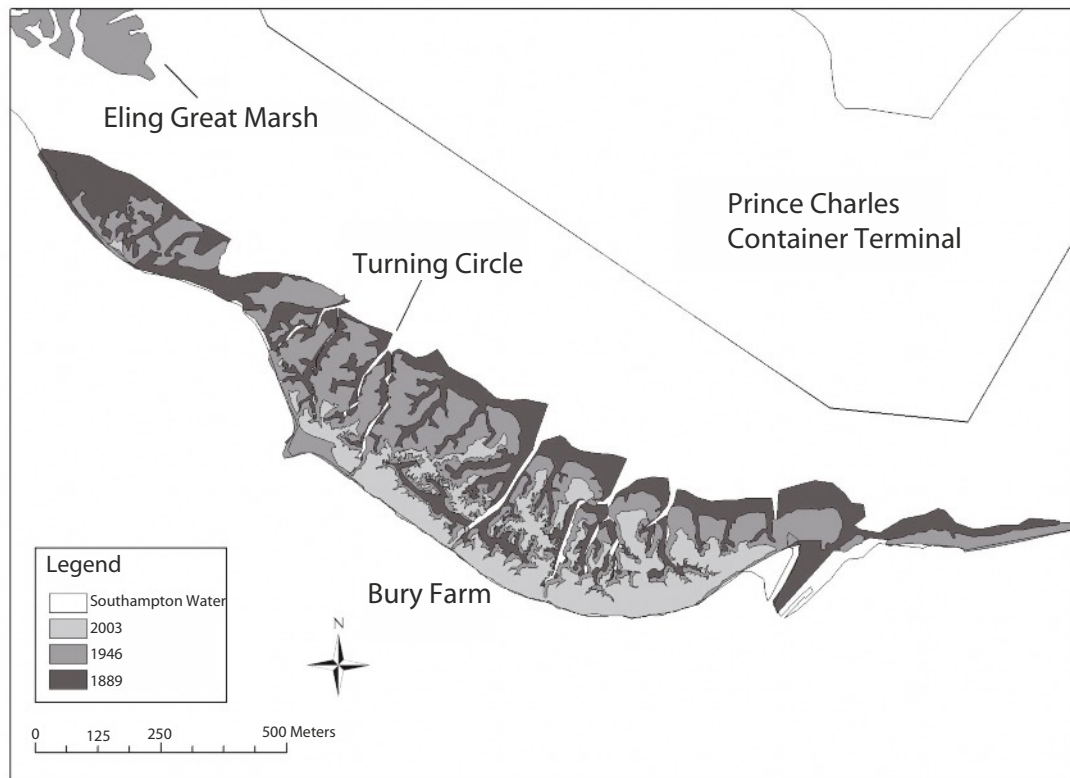 Eling Great Marsh
Prince Charles
Container Terminal
Turning Circle
Bury Farm
Legend
Southampton Water
2003
1946
1889
N
0 125 250 500 Meters